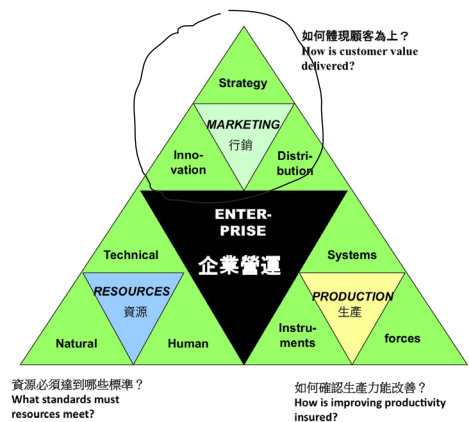 如何體現顧客為上？
How is customer value
delivered?
Strategy
MARKETING
行銷
Inno-
vation
Distri-
bution
ENTER-
PRISE
企業營運
Technical
Systems
RESOURCES
資源
PRODUCTION
生產
Natural
Human
Instru-
ments
forces
資源必須達到哪些標準？
What standards must
resources meet?
如何確認生產力能改善？
How is improving productivity
insured?